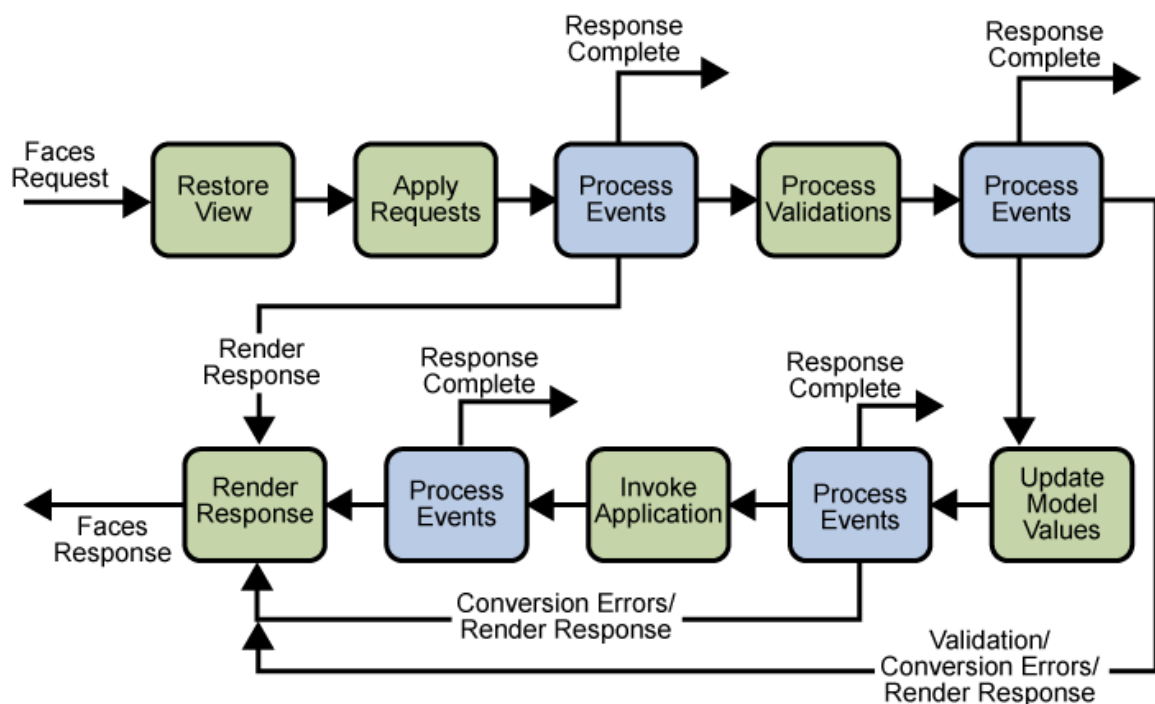 Response
Complete
Response
Complete
Faces
Request
Restore
View
Apply
Requests
Process
Events
Process
Validations
Process
Events
Render
Response
Response
Complete
Response
Complete
Render
Response
Process
Events
Invoke
Application
Process
Events
Update
Model
Values
Faces
Response
Conversion Errors/
Render Response
Validation/
Conversion Errors/
Render Response